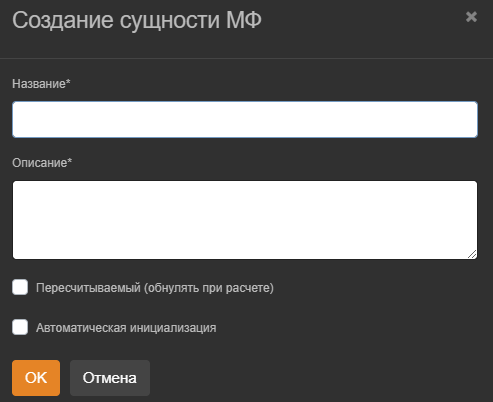 Создание сущности МФ
Название*
Описание*
Пересчитываемый (обнулять при расчете)
Автоматическая инициализация
OK
Отмена